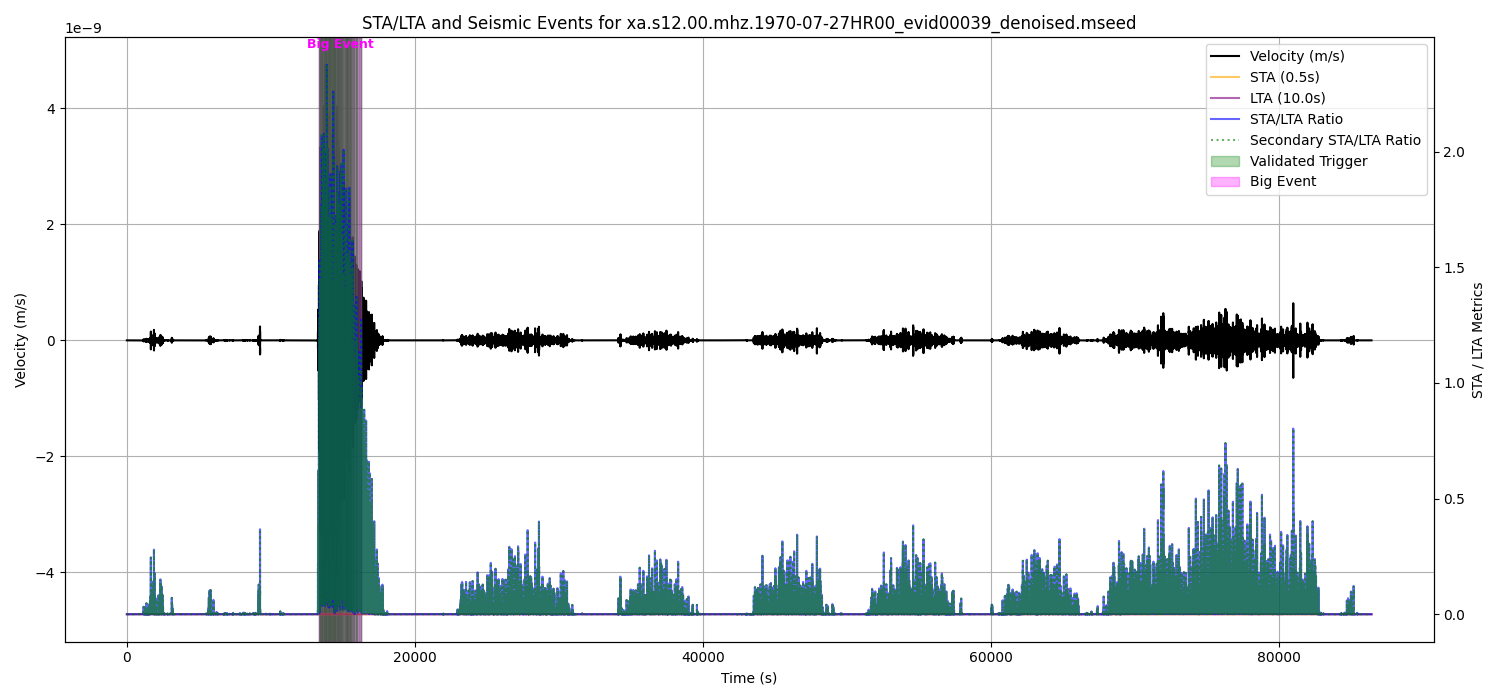 STA/LTA and Seismic Events for xa.s12.00.mhz.1970-07-27HR00_evid00039_denoised.mseed
1e−9
Big Event
Velocity (m/s)
STA (0.5s)
LTA (10.0s)
STA/LTA Ratio
Secondary STA/LTA Ratio
Validated Trigger
Big Event
4
2
0
−2
−4
Velocity (m/s)
2.0
1.5
1.0
0.5
0.0
STA / LTA Metrics
0 20000 40000 60000 80000
Time (s)